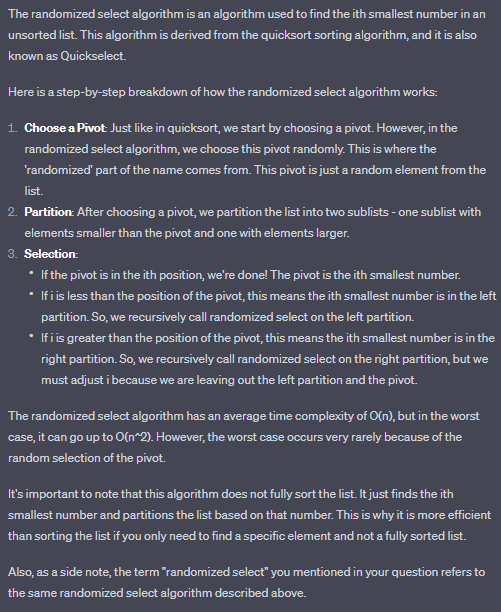 The randomized select algorithm is an algorithm used to find the ith smallest number in an
unsorted list. This algorithm is derived from the quicksort sorting algorithm, and it is also
known as Quickselect.
Here is a step-by-step breakdown of how the randomized select algorithm works:
1. Choose a Pivot: Just like in quicksort, we start by choosing a pivot. However, in the
randomized select algorithm, we choose this pivot randomly. This is where the
'randomized' part of the name comes from. This pivot is just a random element from the
list.
2. Partition: After choosing a pivot, we partition the list into two sublists - one sublist with
elements smaller than the pivot and one with elements larger.
3. Selection:
• If the pivot is in the ith position, we're done! The pivot is the ith smallest number.
• If i is less than the position of the pivot, this means the ith smallest number is in the left
partition. So, we recursively call randomized select on the left partition.
• If i is greater than the position of the pivot, this means the ith smallest number is in the
right partition. So, we recursively call randomized select on the right partition, but we
must adjust i because we are leaving out the left partition and the pivot.
The randomized select algorithm has an average time complexity of O(n), but in the worst
case, it can go up to O(n^2). However, the worst case occurs very rarely because of the
random selection of the pivot.
It's important to note that this algorithm does not fully sort the list. It just finds the ith
smallest number and partitions the list based on that number. This is why it is more efficient
than sorting the list if you only need to find a specific element and not a fully sorted list.
Also, as a side note, the term "randomized select" you mentioned in your question refers to
the same randomized select algorithm described above.